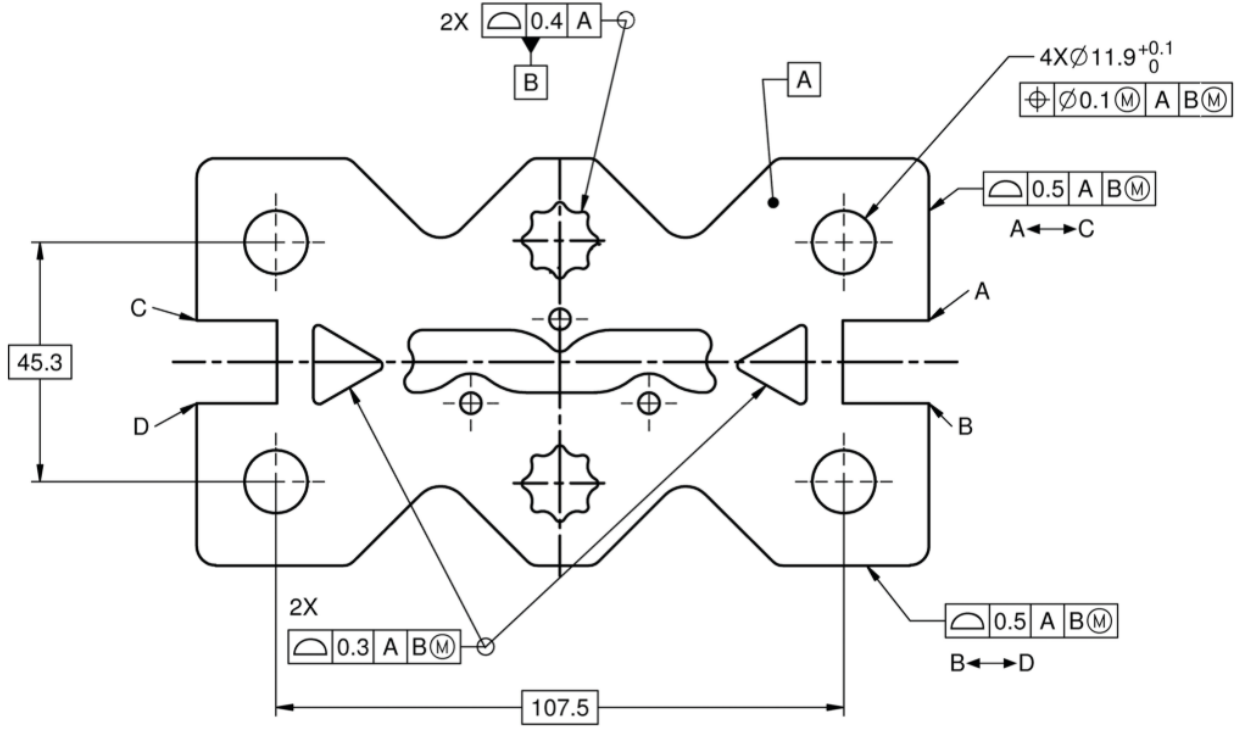 2X ⌓ 0.4 A
B
A
4X⌀11.9 +0.1 0
⌖ ⌀0.1Ⓜ A BⓂ
⌓ 0.5 A BⓂ
A↔C
C
A
45.3
D
B
2X
⌓ 0.3 A BⓂ
⌓ 0.5 A BⓂ
B↔D
107.5